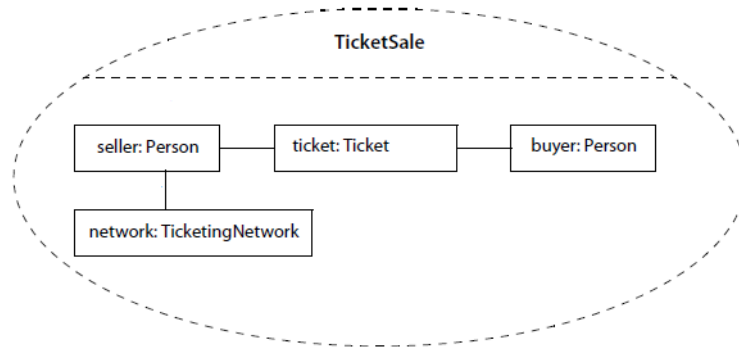 TicketSale
seller: Person
ticket: Ticket
buyer: Person
network: TicketingNetwork